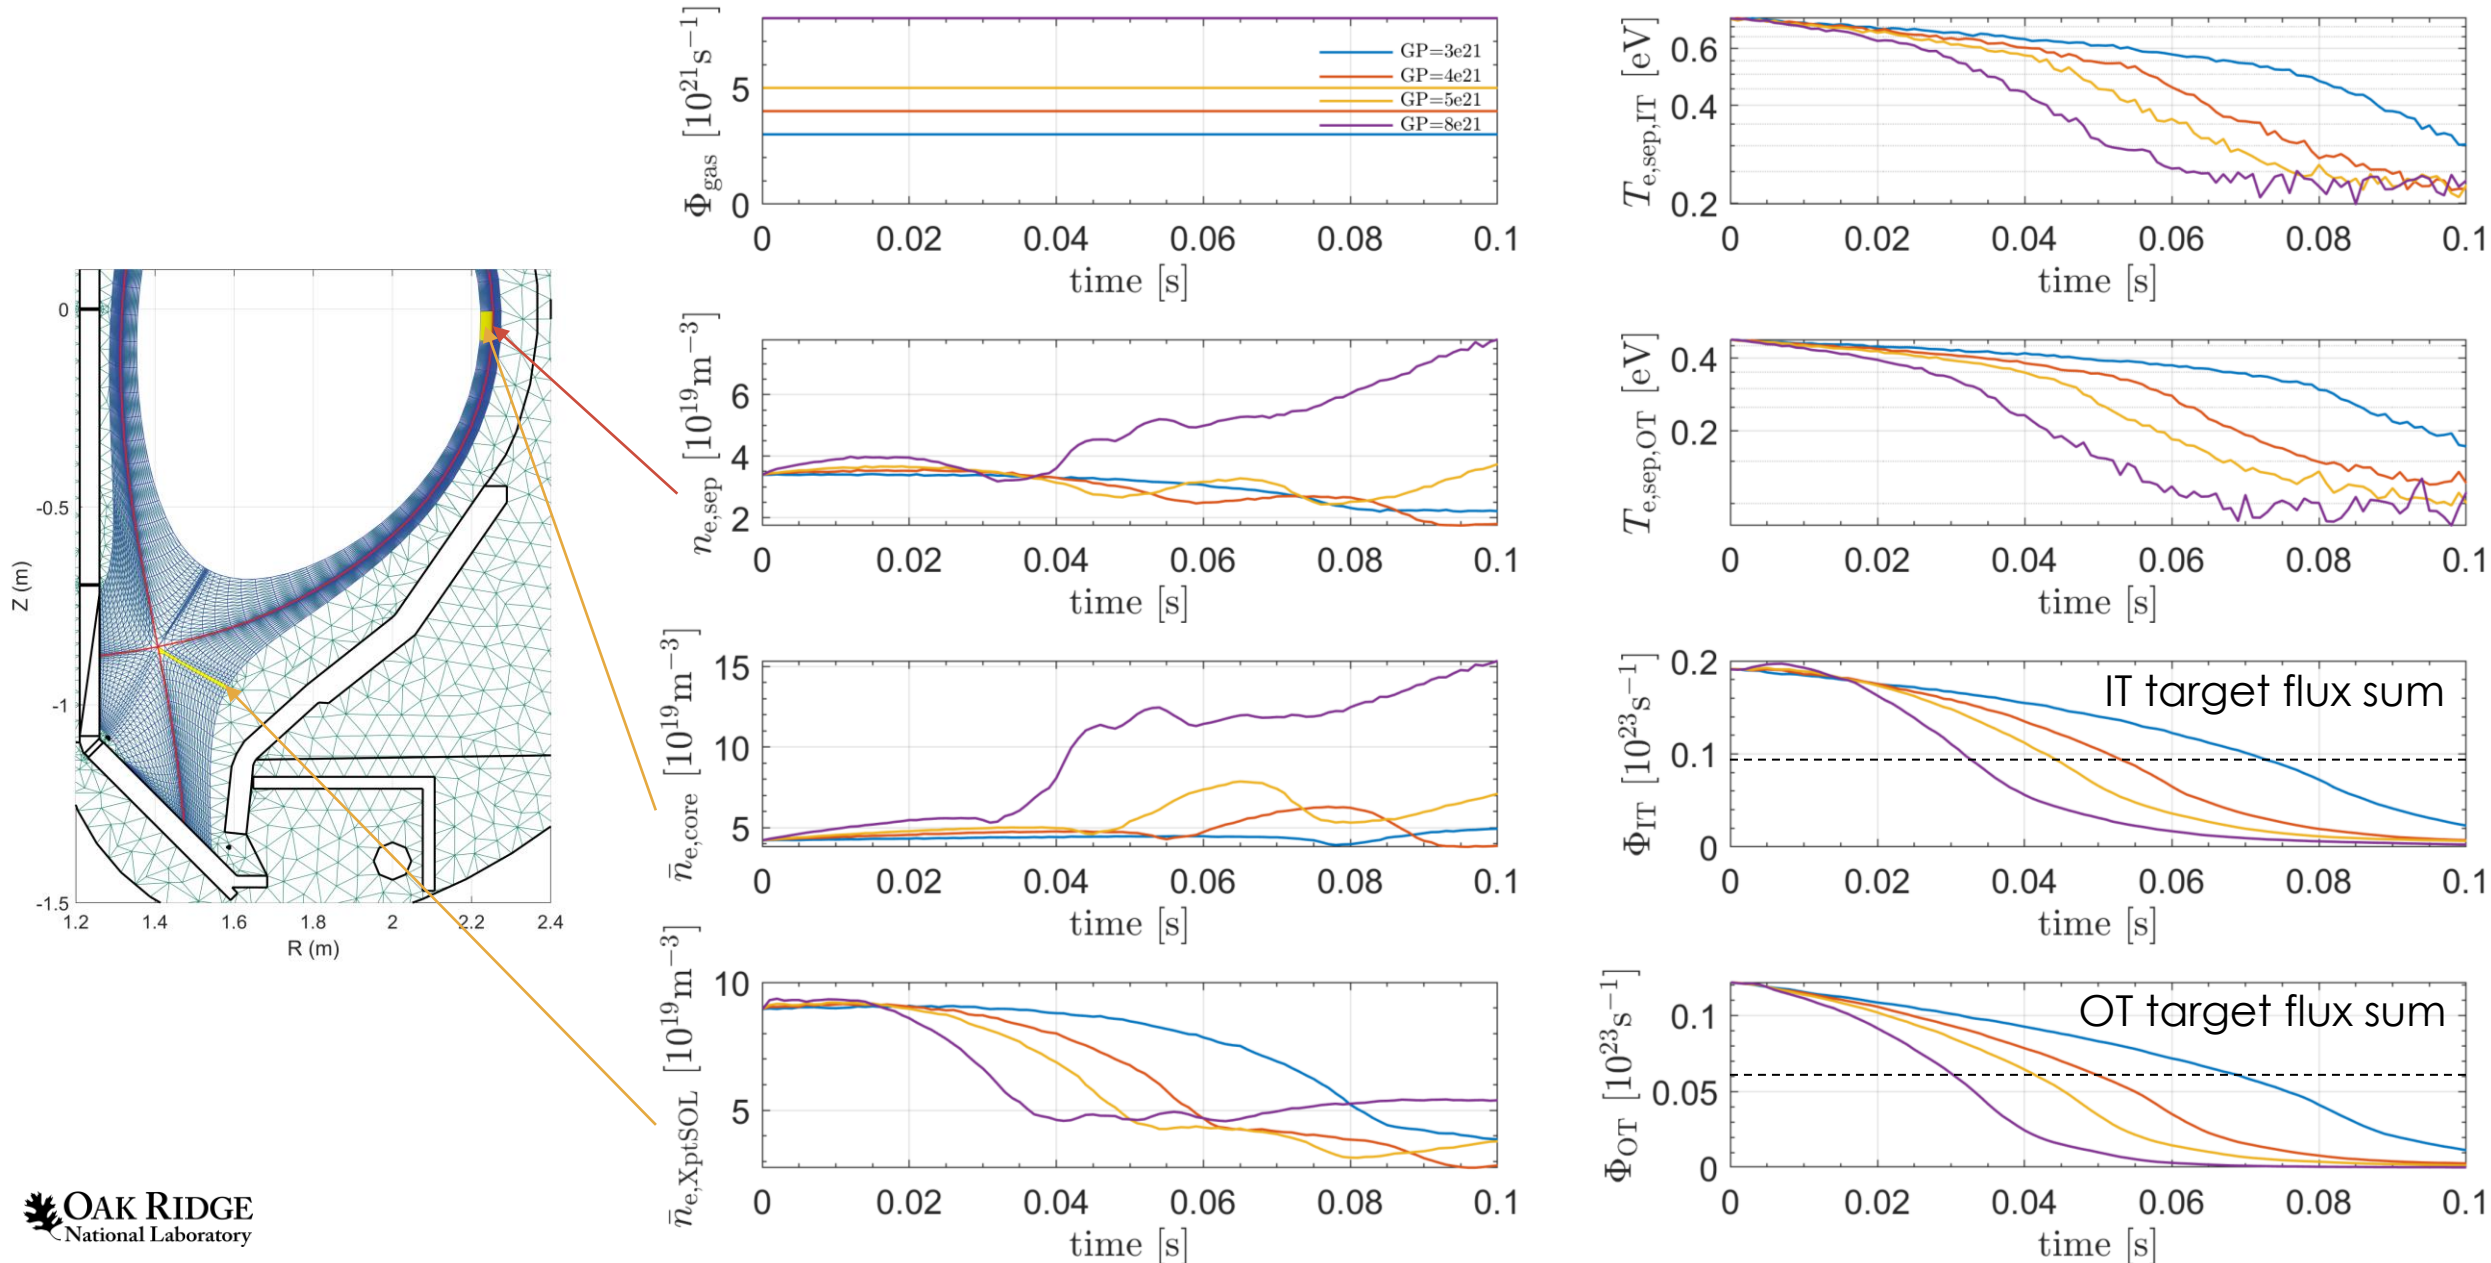 0
-0.5
-1
-1.5
Z (m)
1.2 1.4 1.6 1.8 2 2.2 2.4
R (m)
OAK RIDGE
National Laboratory
Φgas [10^21 s^−1]
5
0
GP=3e21
GP=4e21
GP=5e21
GP=8e21
0 0.02 0.04 0.06 0.08 0.1
time [s]
ne,sep [10^19 m^−3]
6
4
2
0 0.02 0.04 0.06 0.08 0.1
time [s]
n̄e,core [10^19 m^−3]
15
10
5
0 0.02 0.04 0.06 0.08 0.1
time [s]
n̄e,XptSOL [10^19 m^−3]
10
5
0 0.02 0.04 0.06 0.08 0.1
time [s]
Te,sep,IT [eV]
0.6
0.4
0.2
0 0.02 0.04 0.06 0.08 0.1
time [s]
Te,sep,OT [eV]
0.4
0.2
0 0.02 0.04 0.06 0.08 0.1
time [s]
ΦIT [10^23 s^−1]
0.2
0.1
0
IT target flux sum
0 0.02 0.04 0.06 0.08 0.1
time [s]
ΦOT [10^23 s^−1]
0.1
0.05
0
OT target flux sum
0 0.02 0.04 0.06 0.08 0.1
time [s]